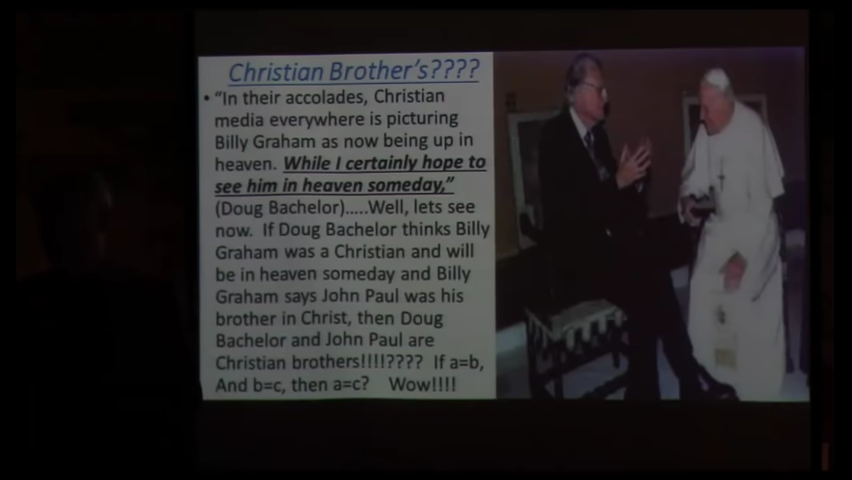 Christian Brother's????
• "In their accolades, Christian
media everywhere is picturing
Billy Graham as now being up in
heaven. While I certainly hope to
see him in heaven someday,"
(Doug Bachelor).....Well, lets see
now. If Doug Bachelor thinks Billy
Graham was a Christian and will
be in heaven someday and Billy
Graham says John Paul was his
brother in Christ, then Doug
Bachelor and John Paul are
Christian brothers!!!!???? If a=b,
And b=c, then a=c? Wow!!!!